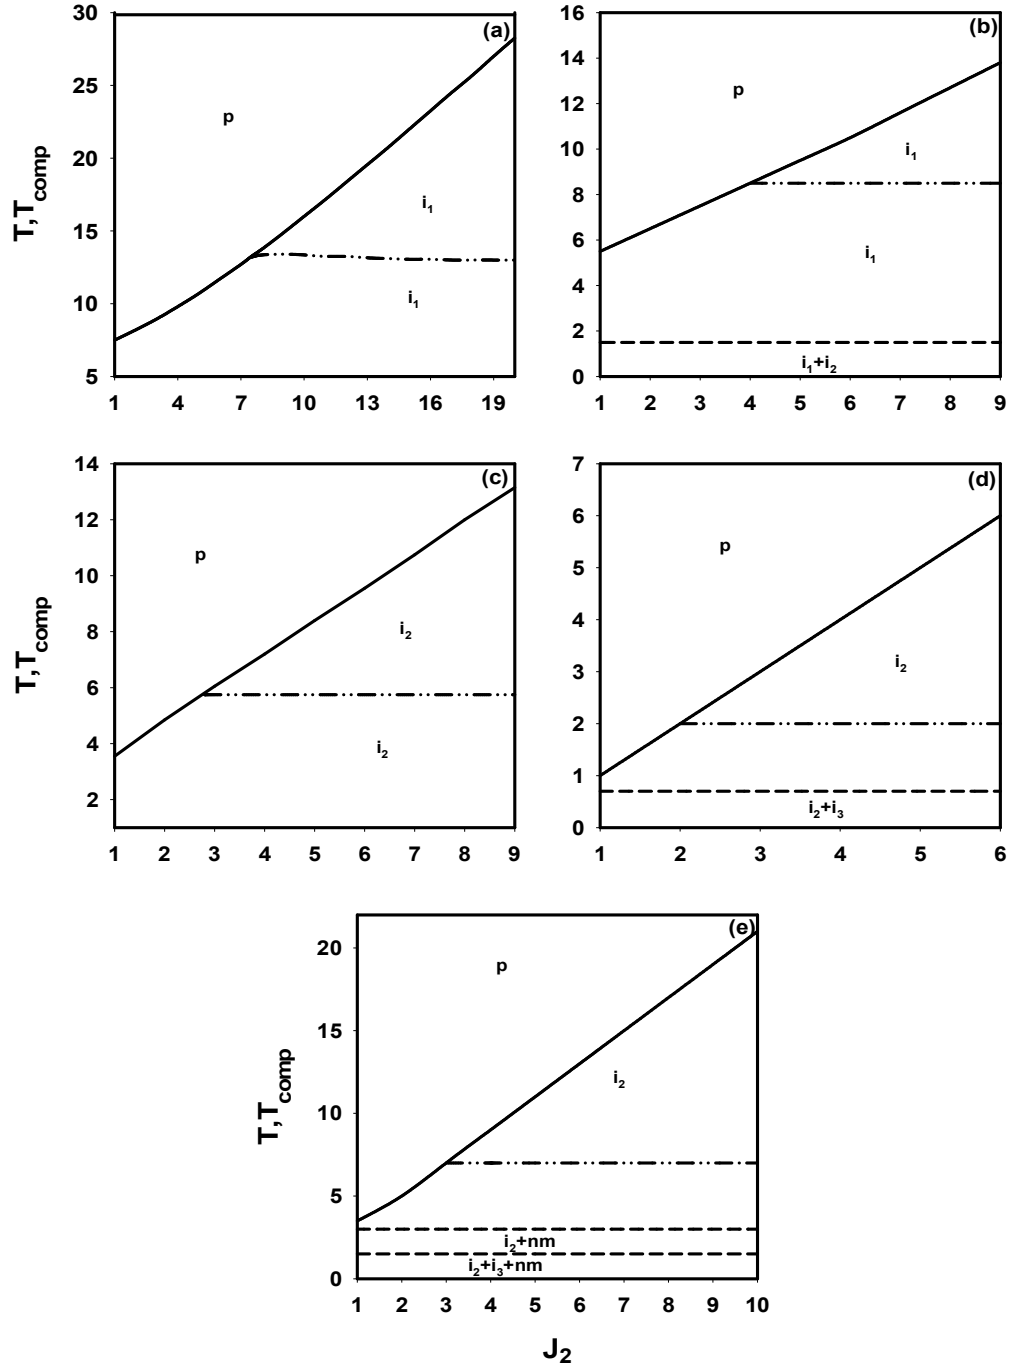 (a)
30
25
20
15
10
5
T,Tcomp
p
i1
i1
1 4 7 10 13 16 19
(b)
16
14
12
10
8
6
4
2
0
p
i1
i1
i1+i2
1 2 3 4 5 6 7 8 9
(c)
14
12
10
8
6
4
2
T,Tcomp
p
i2
i2
1 2 3 4 5 6 7 8 9
(d)
7
6
5
4
3
2
1
0
p
i2
i2+i3
1 2 3 4 5 6
(e)
20
15
10
5
0
T,Tcomp
p
i2
i2+nm
i2+i3+nm
1 2 3 4 5 6 7 8 9 10
J2